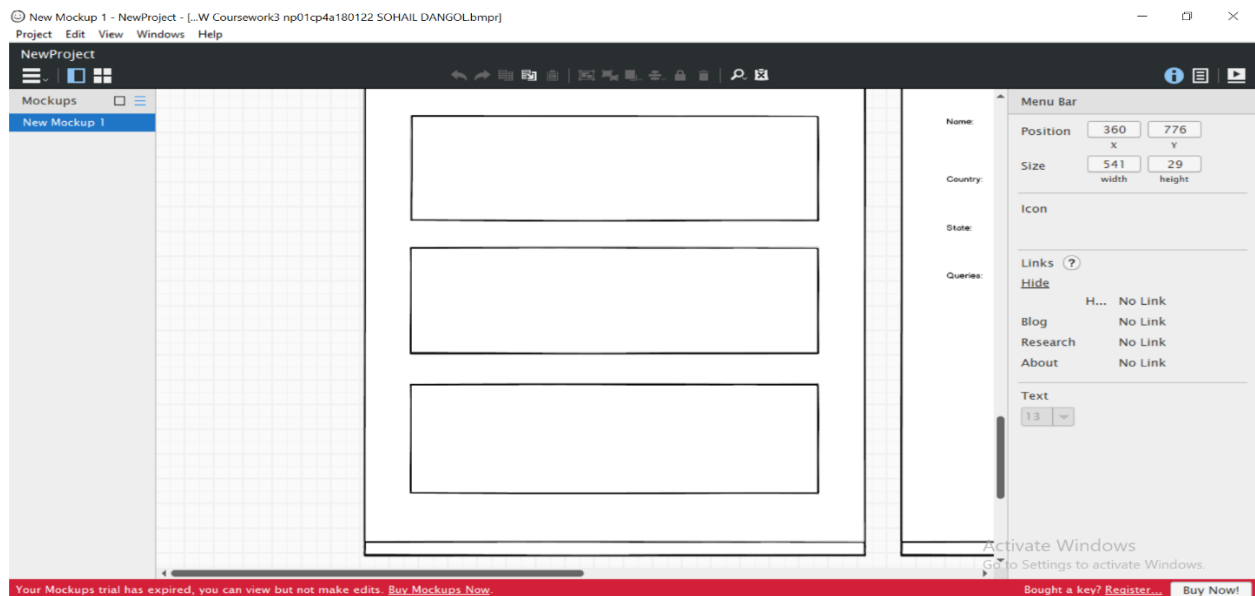 New Mockup 1 - NewProject - [...W Coursework3 np01cp4a180122 SOHAIL DANGOL.bmpr]
Project Edit View Windows Help
NewProject
Mockups
New Mockup 1
Name:
Country:
State:
Queries:
Menu Bar
Position 360 776
X Y
Size 541 29
width height
Icon
Links ?
Hide
H... No Link
Blog No Link
Research No Link
About No Link
Text
13
Activate Windows
Go to Settings to activate Windows.
Your Mockups trial has expired, you can view but not make edits. Buy Mockups Now.
Bought a key? Register... Buy Now!